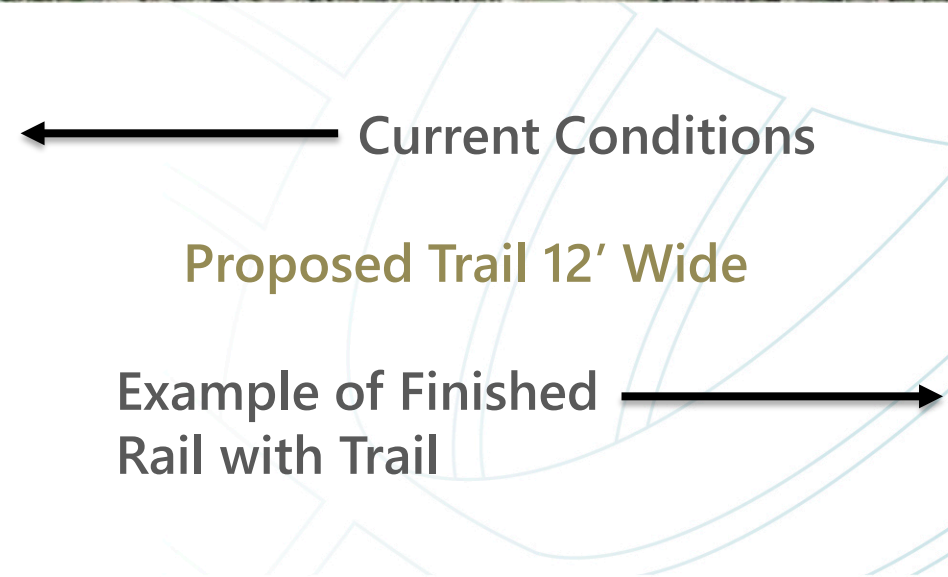 Current Conditions
Proposed Trail 12’ Wide
Example of Finished
Rail with Trail